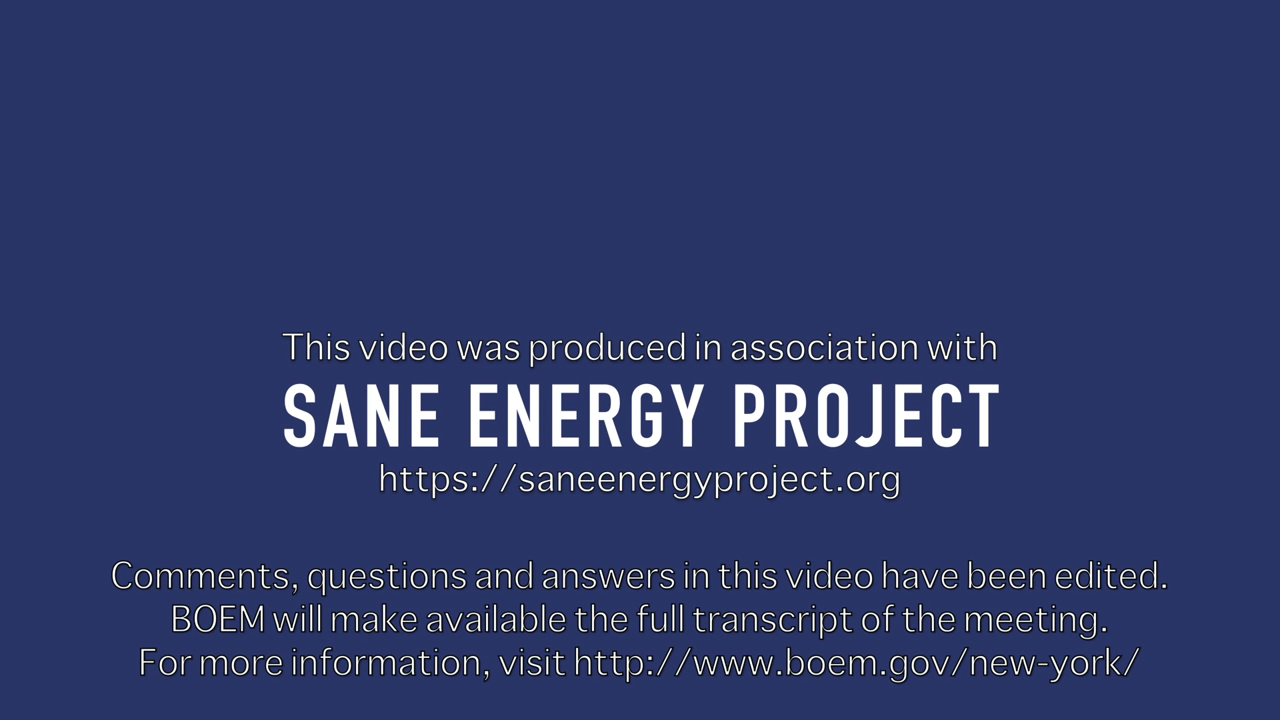 This video was produced in association with
SANE ENERGY PROJECT
https://saneenergyproject.org
Comments, questions and answers in this video have been edited.
BOEM will make available the full transcript of the meeting.
For more information, visit http://www.boem.gov/new-york/